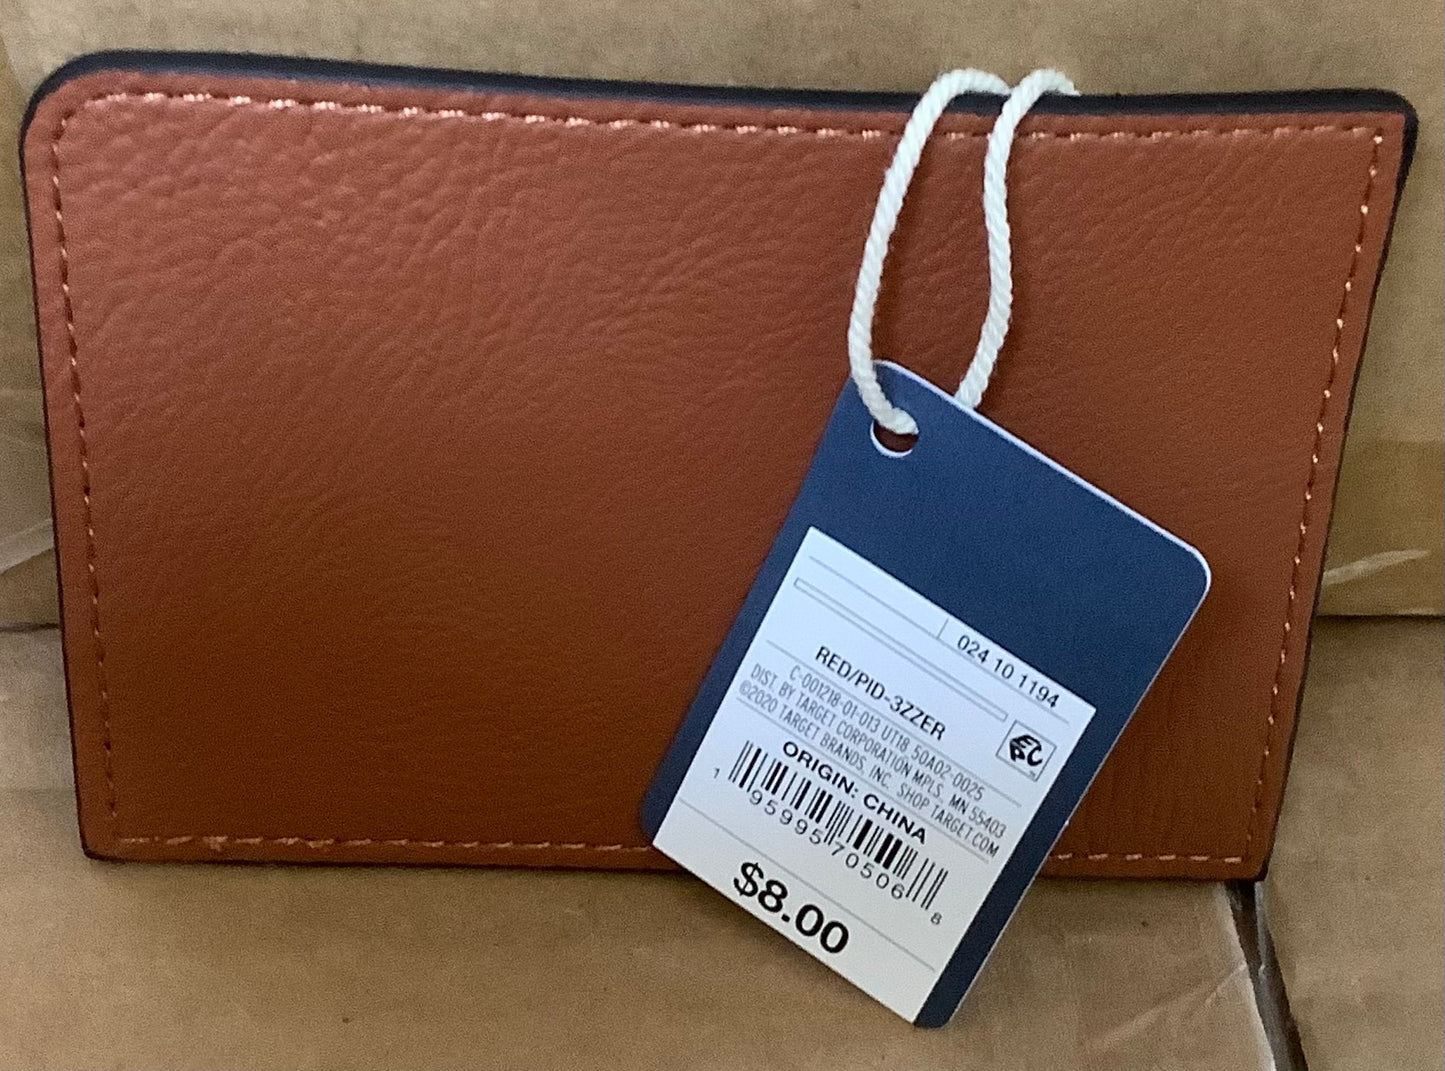 024 10 1194
RED/PID-3ZZER
C-001218-01-013 UT18 50A02-0025
DIST. BY TARGET CORPORATION MPLS, MN 55403
©2020 TARGET BRANDS, INC. SHOP TARGET.COM
ORIGIN: CHINA
1 95995 70506 8
$8.00